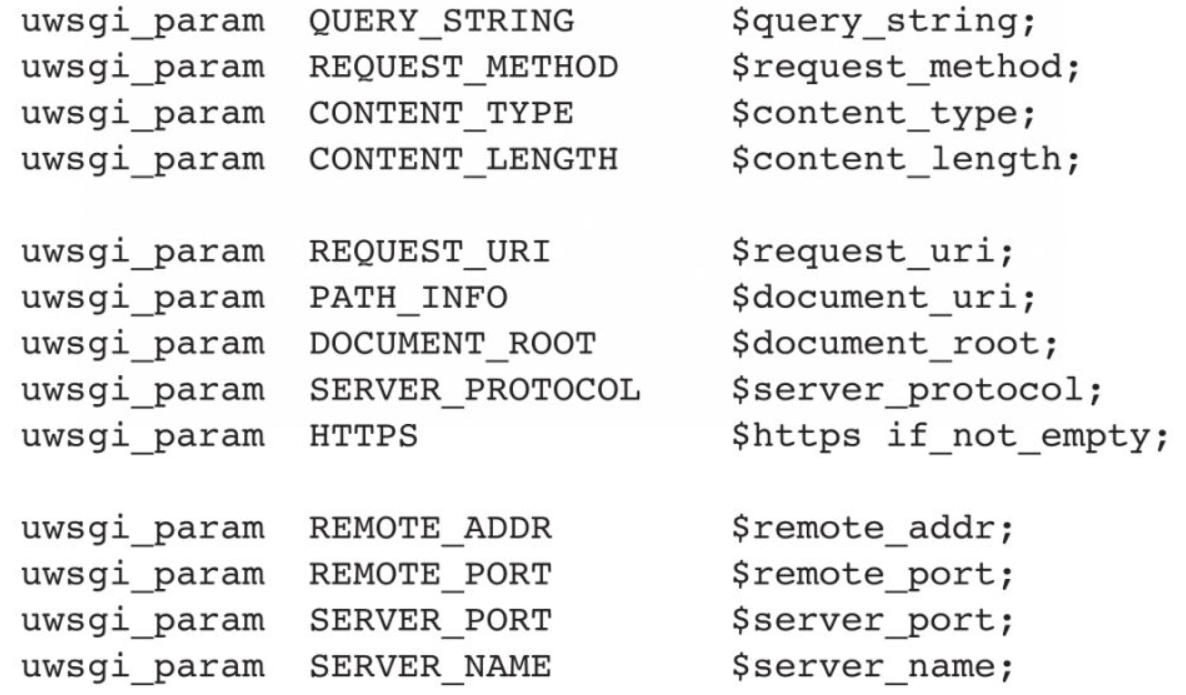 uwsgi_param  QUERY_STRING       $query_string;
uwsgi_param  REQUEST_METHOD     $request_method;
uwsgi_param  CONTENT_TYPE       $content_type;
uwsgi_param  CONTENT_LENGTH     $content_length;
uwsgi_param  REQUEST_URI        $request_uri;
uwsgi_param  PATH_INFO          $document_uri;
uwsgi_param  DOCUMENT_ROOT      $document_root;
uwsgi_param  SERVER_PROTOCOL    $server_protocol;
uwsgi_param  HTTPS              $https if_not_empty;
uwsgi_param  REMOTE_ADDR        $remote_addr;
uwsgi_param  REMOTE_PORT        $remote_port;
uwsgi_param  SERVER_PORT        $server_port;
uwsgi_param  SERVER_NAME        $server_name;